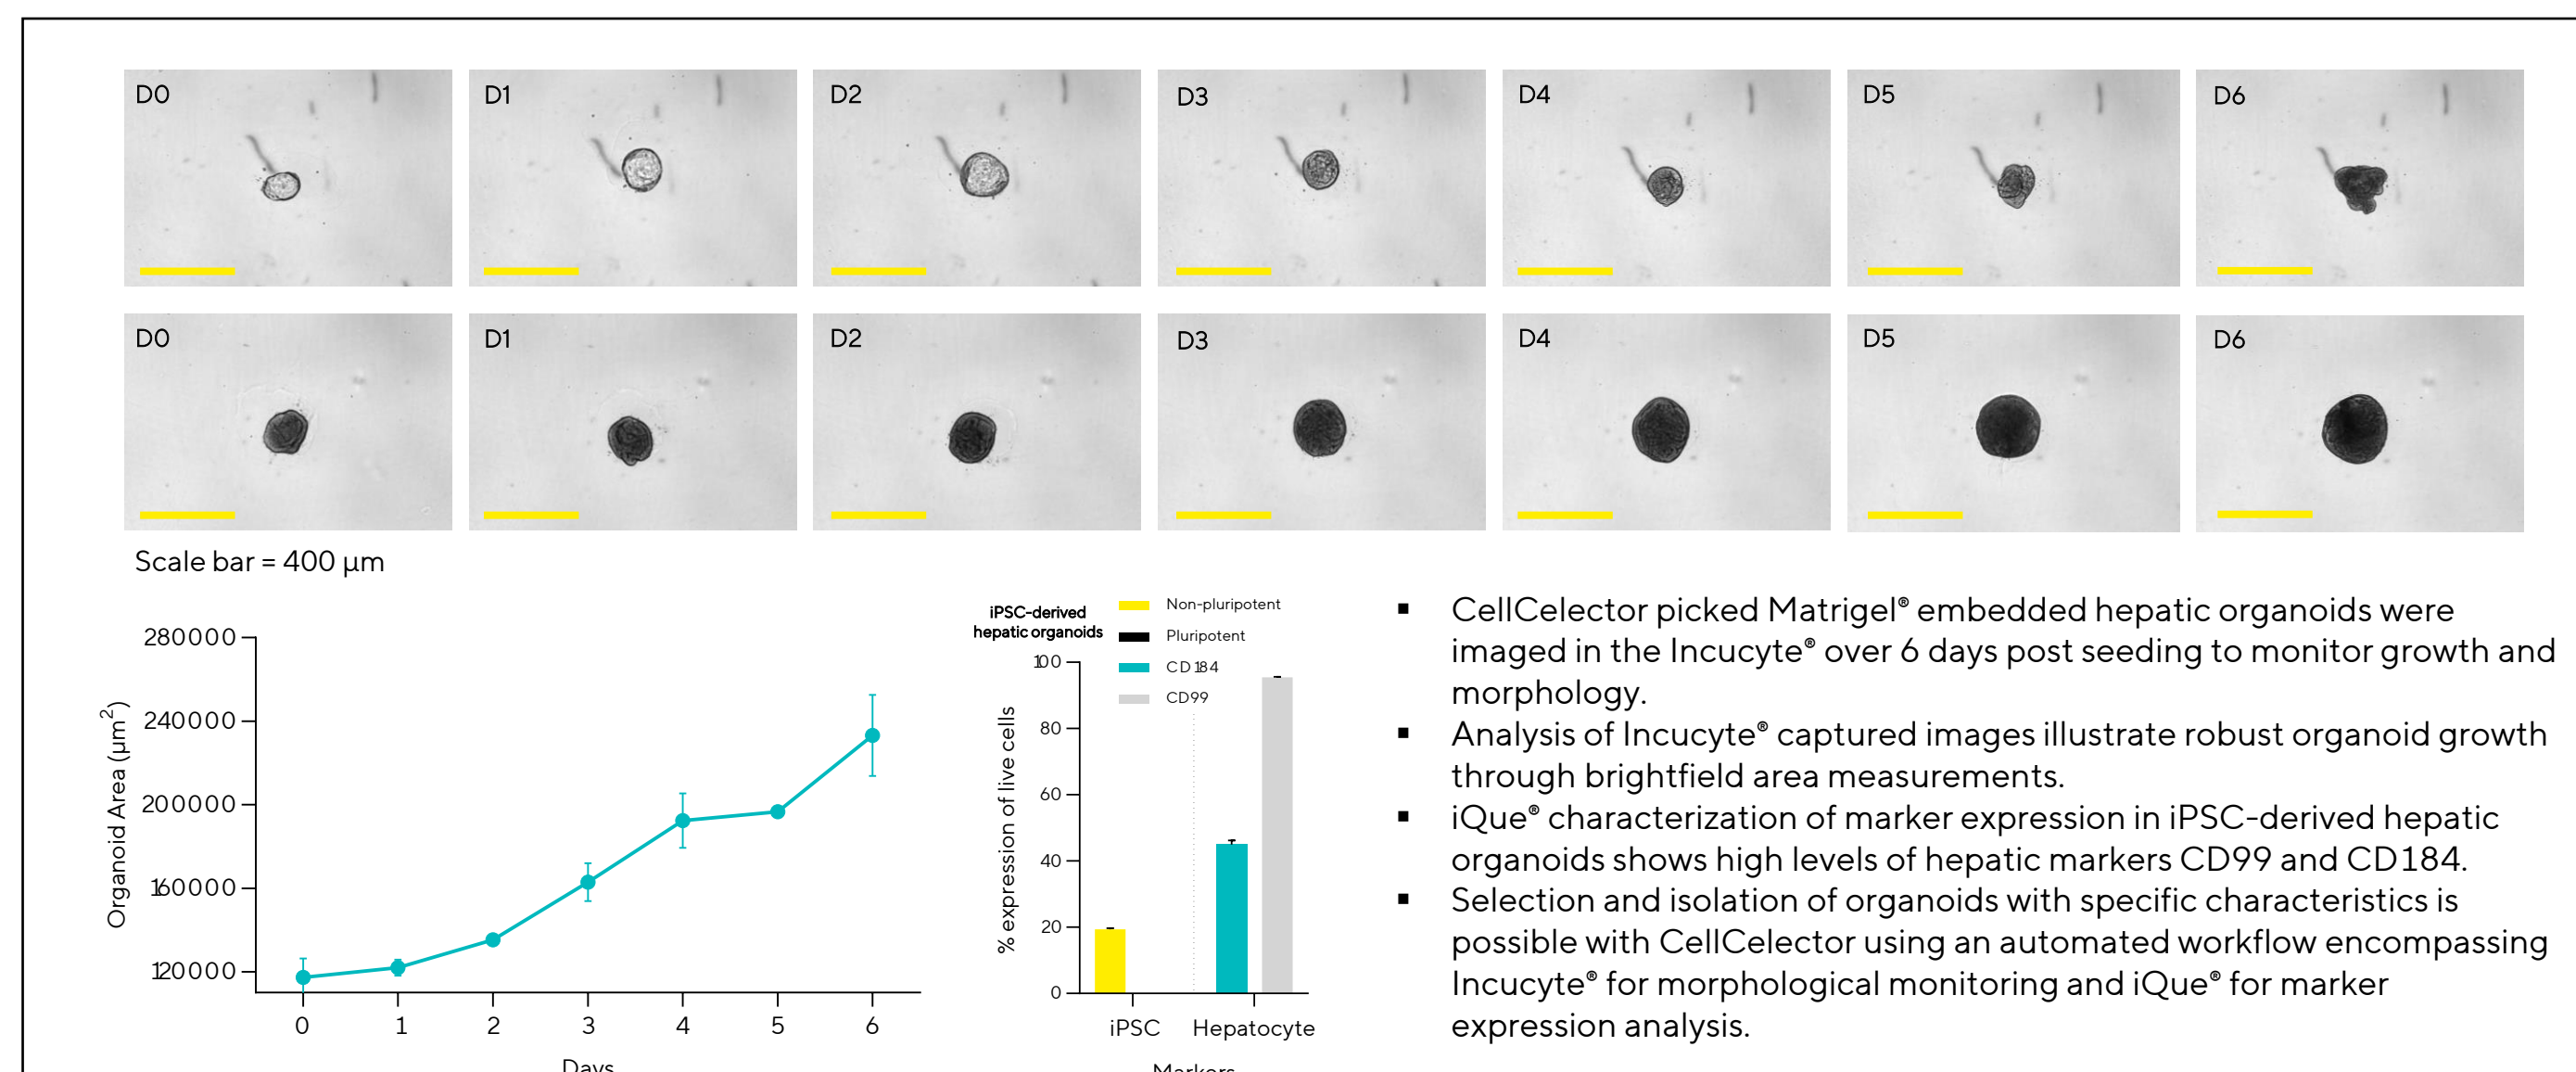 D0
D1
D2
D3
D4
D5
D6
D0
D1
D2
D3
D4
D5
D6
Scale bar = 400 µm
280000
240000
200000
160000
120000
Organoid Area (µm²)
0 1 2 3 4 5 6
Days
iPSC-derived
hepatic organoids
Non-pluripotent
Pluripotent
CD184
CD99
100
80
60
40
20
0
% expression of live cells
iPSC Hepatocyte
Markers
▪ CellCelector picked Matrigel® embedded hepatic organoids were
imaged in the Incucyte® over 6 days post seeding to monitor growth and
morphology.
▪ Analysis of Incucyte® captured images illustrate robust organoid growth
through brightfield area measurements.
▪ iQue® characterization of marker expression in iPSC-derived hepatic
organoids shows high levels of hepatic markers CD99 and CD184.
▪ Selection and isolation of organoids with specific characteristics is
possible with CellCelector using an automated workflow encompassing
Incucyte® for morphological monitoring and iQue® for marker
expression analysis.